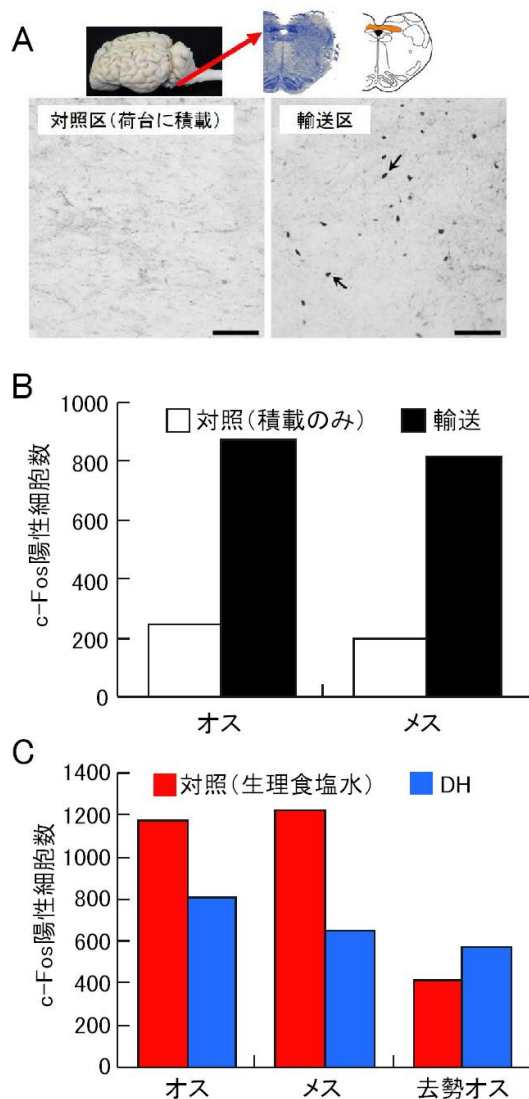 A
対照区(荷台に積載)
輸送区
B
1000
800
600
400
200
0
c-Fos陽性細胞数
対照(積載のみ)
輸送
オス
メス
C
1400
1200
1000
800
600
400
200
0
c-Fos陽性細胞数
対照(生理食塩水)
DH
オス
メス
去勢オス